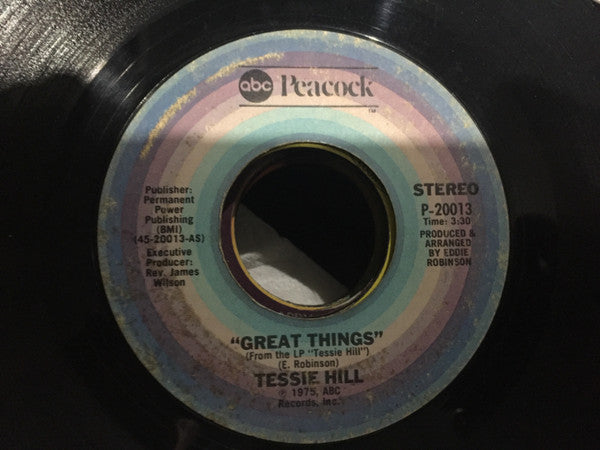 abc Peacock
TM
Publisher:
Permanent
Power
Publishing
(BMI)
(45-20013-AS)
Executive
Producer:
Rev. James
Wilson
STEREO
P-20013
Time: 3:30
PRODUCED &
ARRANGED
BY EDDIE
ROBINSON
"GREAT THINGS"
(From the LP "Tessie Hill")
(E. Robinson)
TESSIE HILL
℗ 1975, ABC
Records, Inc.